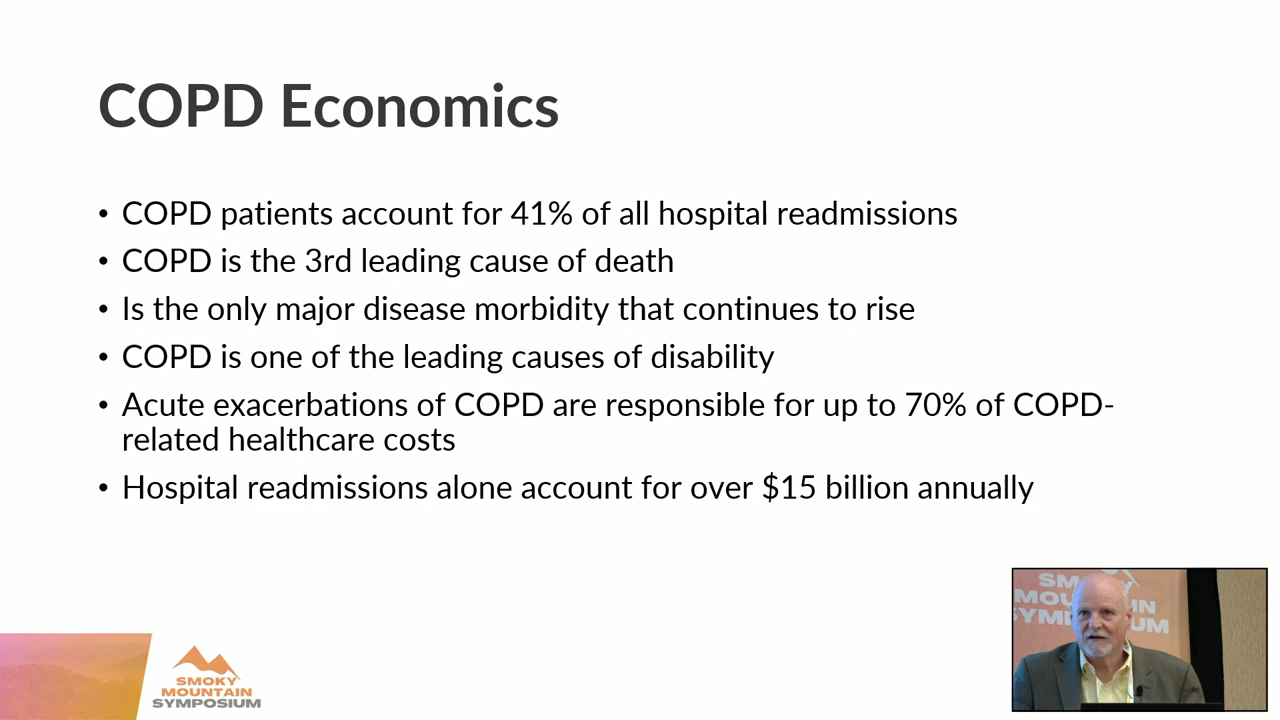 COPD Economics
• COPD patients account for 41% of all hospital readmissions
• COPD is the 3rd leading cause of death
• Is the only major disease morbidity that continues to rise
• COPD is one of the leading causes of disability
• Acute exacerbations of COPD are responsible for up to 70% of COPD-
related healthcare costs
• Hospital readmissions alone account for over $15 billion annually
SMOKY
MOUNTAIN
SYMPOSIUM